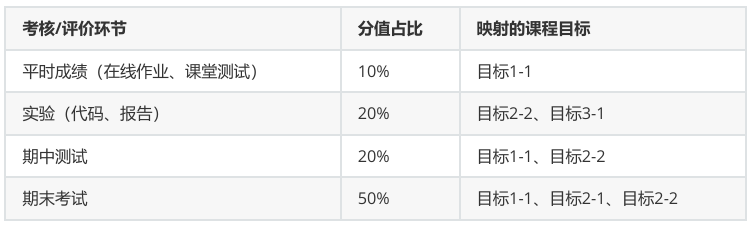 考核/评价环节 分值占比 映射的课程目标
平时成绩（在线作业、课堂测试） 10% 目标1-1
实验（代码、报告） 20% 目标2-2、目标3-1
期中测试 20% 目标1-1、目标2-2
期末考试 50% 目标1-1、目标2-1、目标2-2